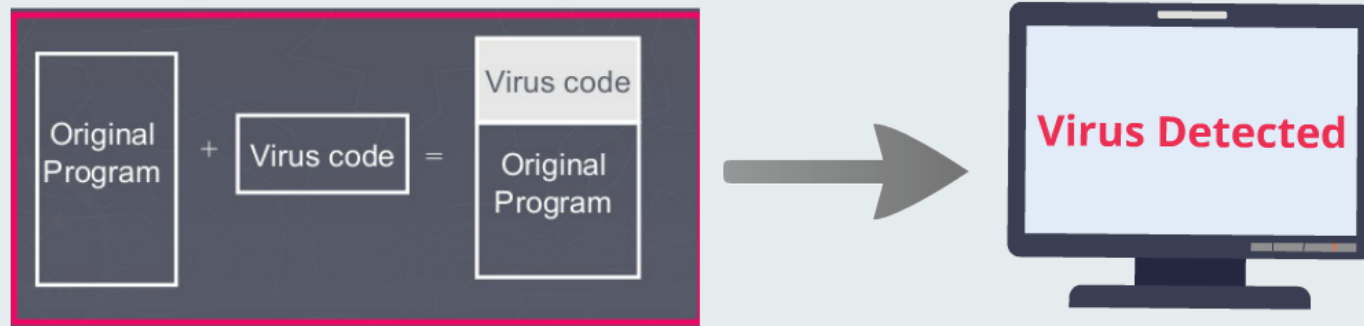 Original
Program
+
Virus code
=
Virus code
Original
Program
Virus Detected